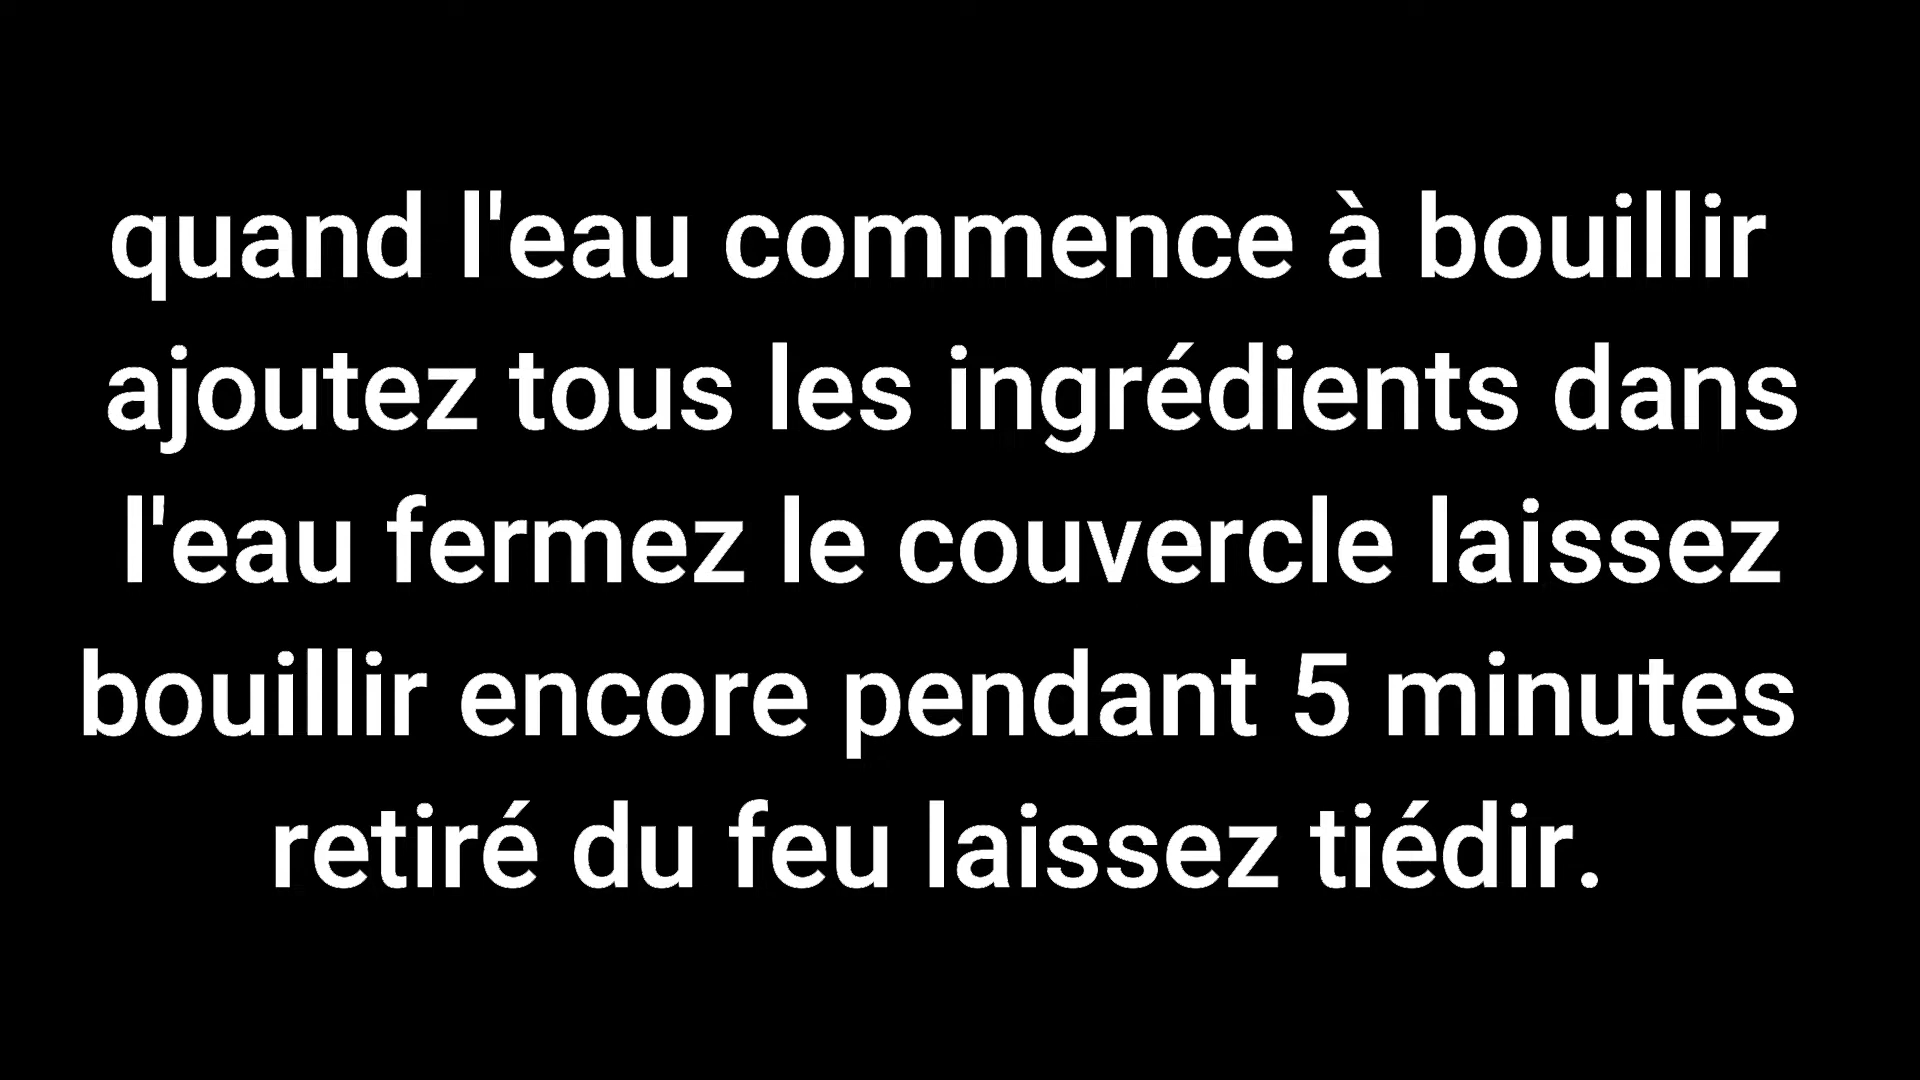 quand l'eau commence à bouillir
ajoutez tous les ingrédients dans
l'eau fermez le couvercle laissez
bouillir encore pendant 5 minutes
retiré du feu laissez tiédir.